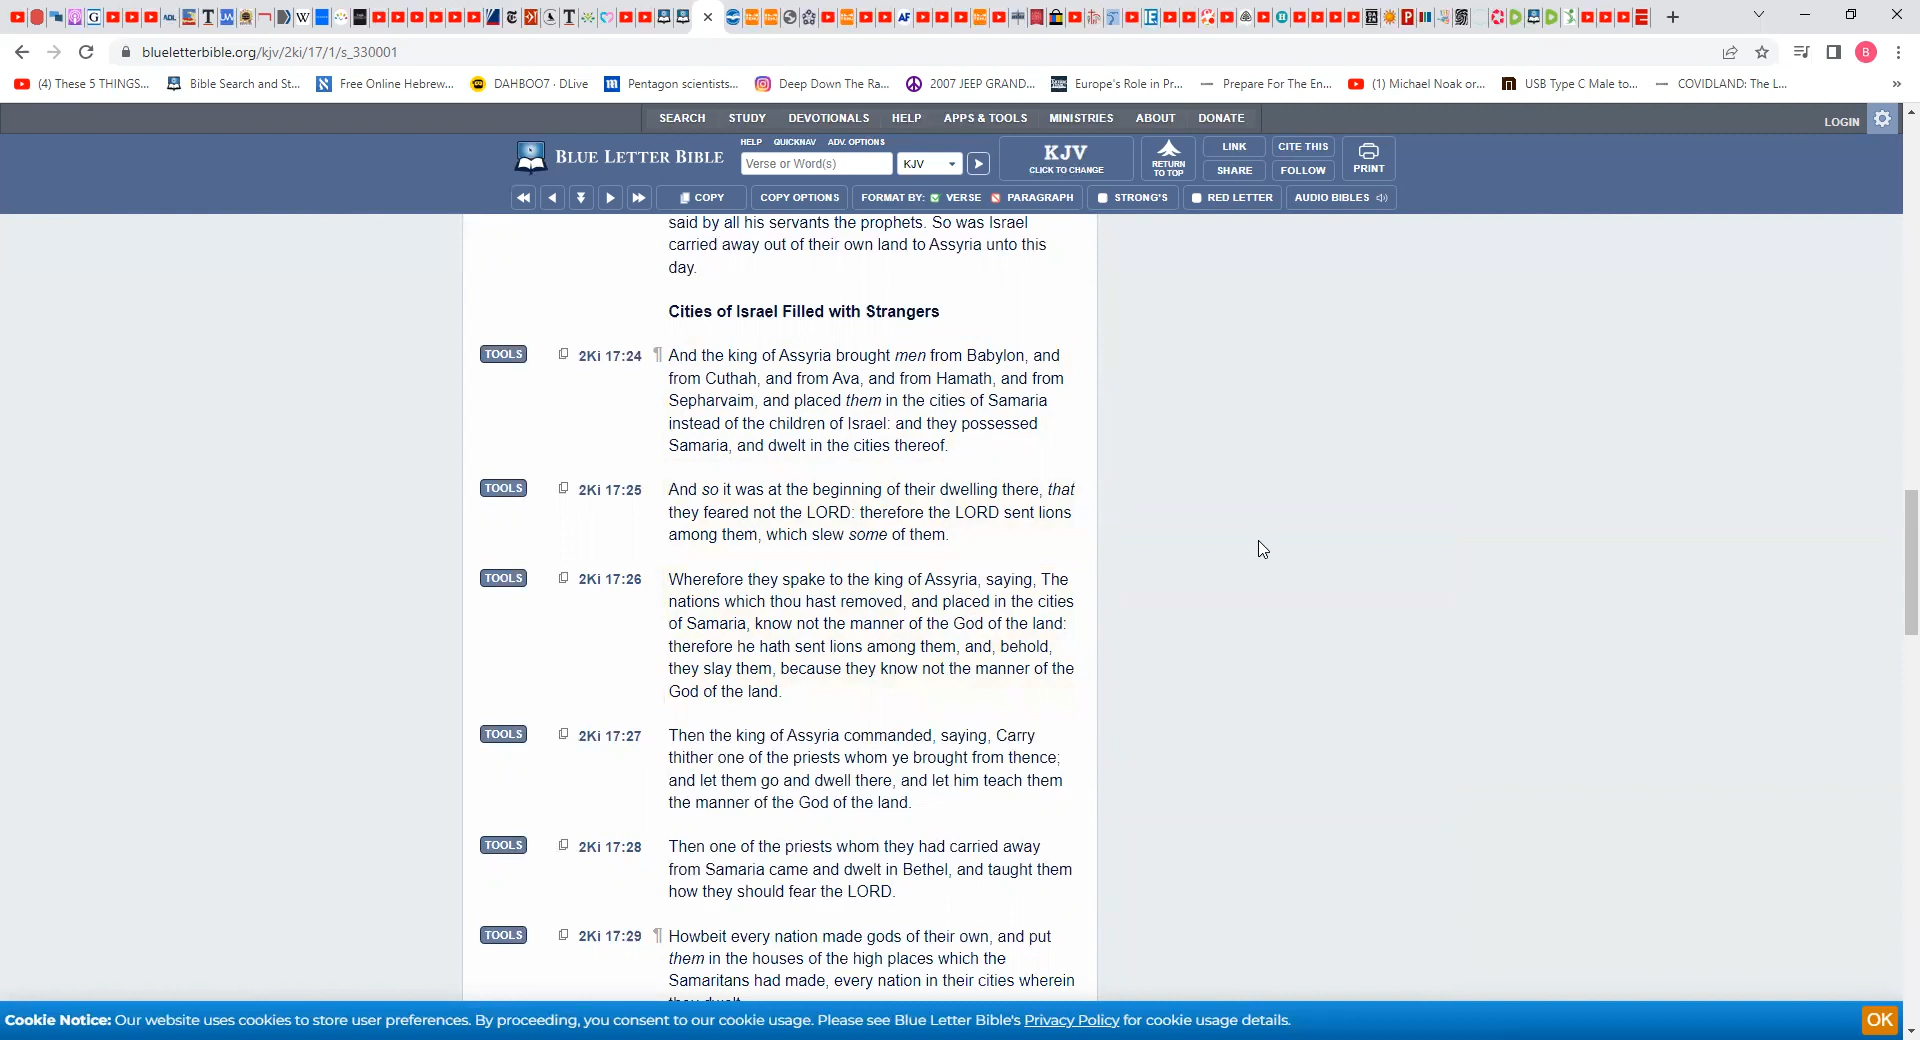 blueletterbible.org/kjv/2ki/17/1/s_330001
B
(4) These 5 THINGS... Bible Search and St... Free Online Hebrew... DAHBOO7 · DLive Pentagon scientists... Deep Down The Ra... 2007 JEEP GRAND... Europe's Role in Pr... Prepare For The En... (1) Michael Noak or... USB Type C Male to... COVIDLAND: The L... »
SEARCH STUDY DEVOTIONALS HELP APPS & TOOLS MINISTRIES ABOUT DONATE LOGIN
HELP QUICKNAV ADV. OPTIONS
BLUE LETTER BIBLE Verse or Word(s) KJV
KJV
CLICK TO CHANGE
RETURN
TO TOP
LINK CITE THIS
SHARE FOLLOW
PRINT
COPY COPY OPTIONS FORMAT BY: VERSE PARAGRAPH STRONG'S RED LETTER AUDIO BIBLES
said by all his servants the prophets. So was Israel
carried away out of their own land to Assyria unto this
day.
Cities of Israel Filled with Strangers
TOOLS 2Ki 17:24 ¶ And the king of Assyria brought men from Babylon, and
from Cuthah, and from Ava, and from Hamath, and from
Sepharvaim, and placed them in the cities of Samaria
instead of the children of Israel: and they possessed
Samaria, and dwelt in the cities thereof.
TOOLS 2Ki 17:25 And so it was at the beginning of their dwelling there, that
they feared not the LORD: therefore the LORD sent lions
among them, which slew some of them.
TOOLS 2Ki 17:26 Wherefore they spake to the king of Assyria, saying, The
nations which thou hast removed, and placed in the cities
of Samaria, know not the manner of the God of the land:
therefore he hath sent lions among them, and, behold,
they slay them, because they know not the manner of the
God of the land.
TOOLS 2Ki 17:27 Then the king of Assyria commanded, saying, Carry
thither one of the priests whom ye brought from thence;
and let them go and dwell there, and let him teach them
the manner of the God of the land.
TOOLS 2Ki 17:28 Then one of the priests whom they had carried away
from Samaria came and dwelt in Bethel, and taught them
how they should fear the LORD.
TOOLS 2Ki 17:29 ¶ Howbeit every nation made gods of their own, and put
them in the houses of the high places which the
Samaritans had made, every nation in their cities wherein
they dwelt
Cookie Notice: Our website uses cookies to store user preferences. By proceeding, you consent to our cookie usage. Please see Blue Letter Bible's Privacy Policy for cookie usage details. OK